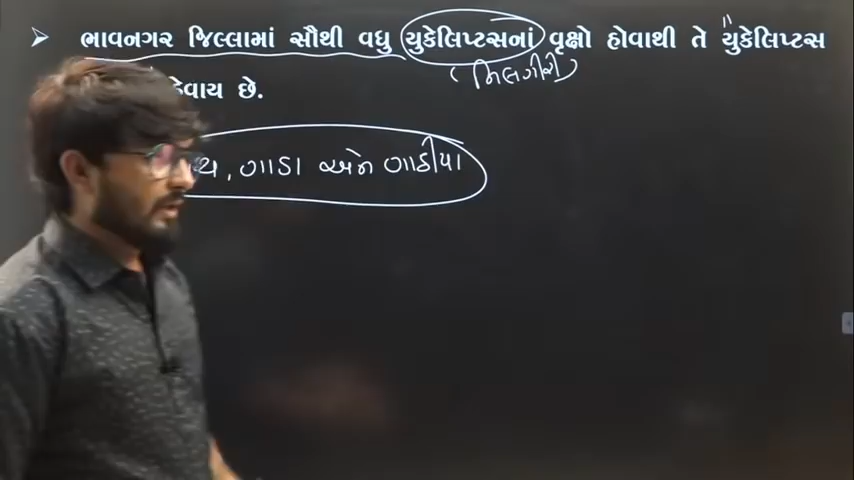 ➢ ભાવનગર જિલ્લામાં સૌથી વધુ યુકેલિપ્ટસનાં વૃક્ષો હોવાથી તે "યુકેલિપ્ટસ
(નિલગીરી)
છે.
, ગાડા અને ગાઠીયા